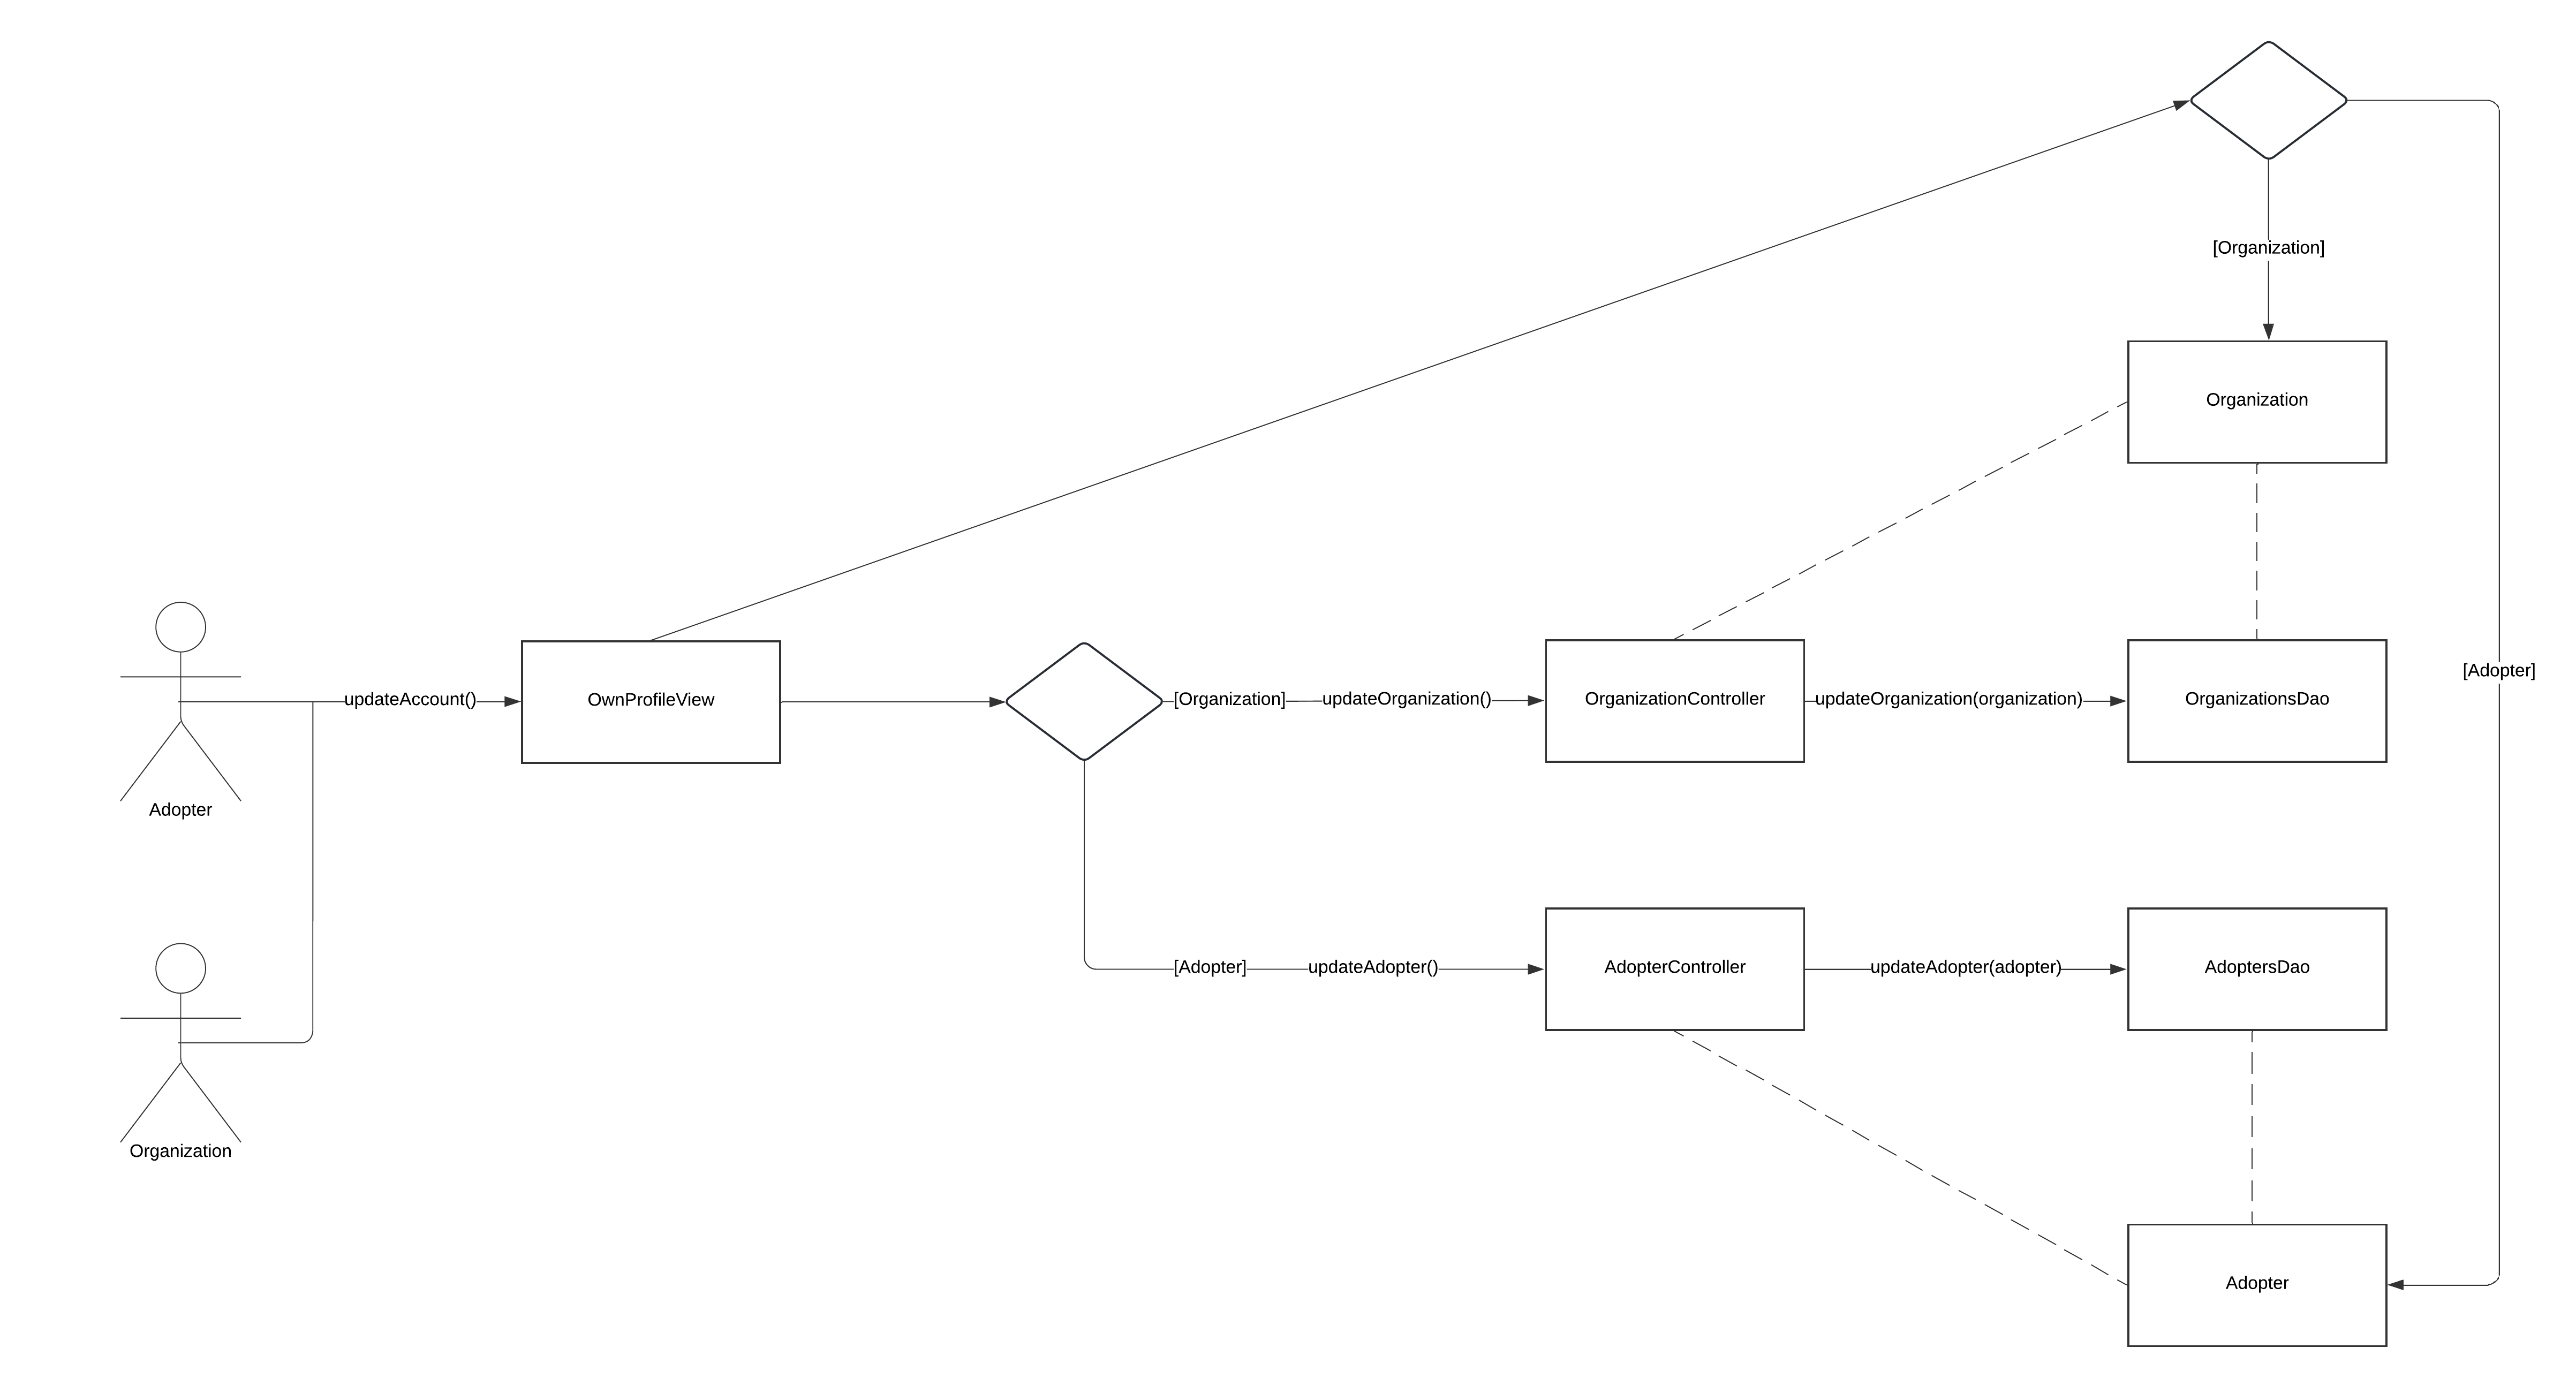 [Organization]
Organization
[Adopter]
updateAccount()
OwnProfileView
[Organization]
updateOrganization()
OrganizationController
updateOrganization(organization)
OrganizationsDao
Adopter
[Adopter]
updateAdopter()
AdopterController
updateAdopter(adopter)
AdoptersDao
Organization
Adopter